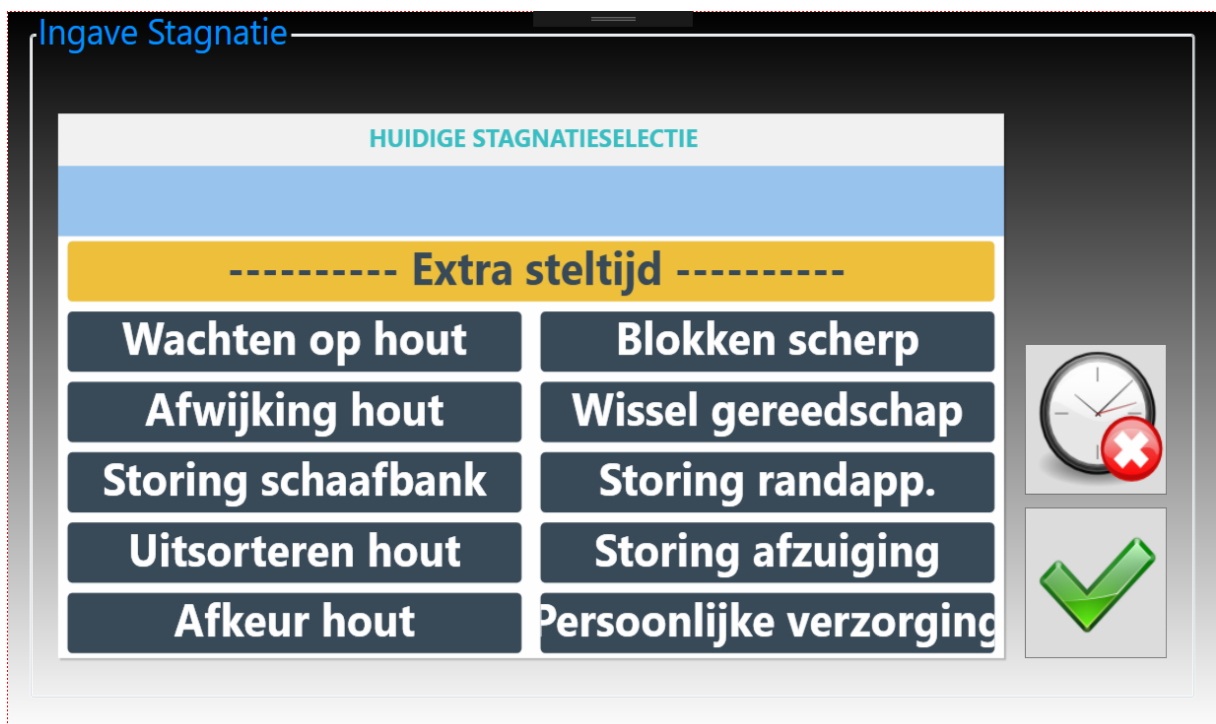 Ingave Stagnatie
HUIDIGE STAGNATIESELECTIE
---------- Extra steltijd ----------
Wachten op hout
Blokken scherp
Afwijking hout
Wissel gereedschap
Storing schaafbank
Storing randapp.
Uitsorteren hout
Storing afzuiging
Afkeur hout
Persoonlijke verzorging